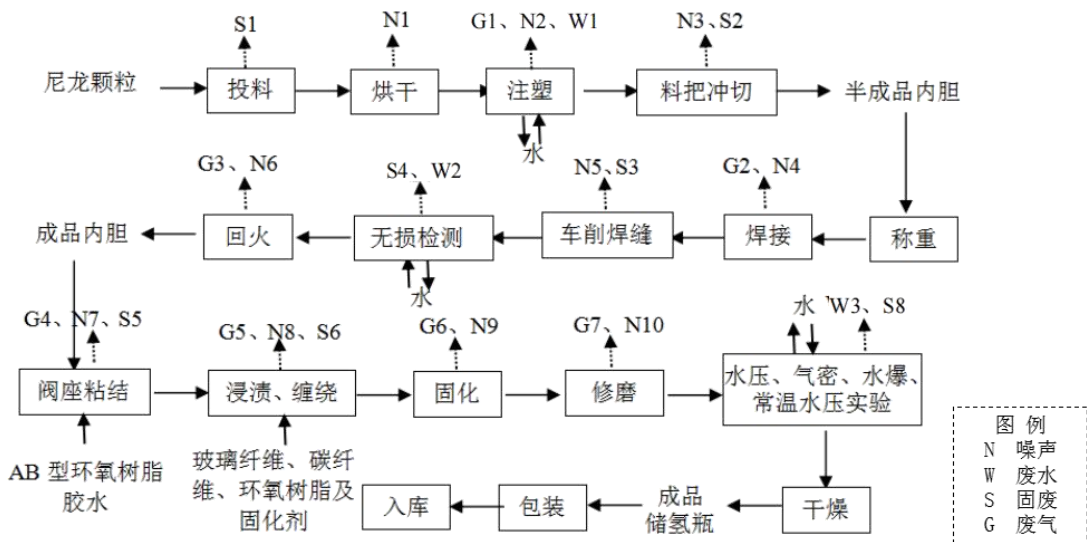 S1
N1
G1、N2、W1
N3、S2
尼龙颗粒
投料
烘干
注塑
料把冲切
半成品内胆
水
G3、N6
S4、W2
N5、S3
G2、N4
成品内胆
回火
无损检测
车削焊缝
焊接
称重
水
G4、N7、S5
G5、N8、S6
G6、N9
G7、N10
水
W3、S8
阀座粘结
浸渍、缠绕
固化
修磨
水压、气密、水爆、
常温水压实验
AB 型环氧树脂
胶水
玻璃纤维、碳纤
维、环氧树脂及
固化剂
入库
包装
成品
储氢瓶
干燥
图 例
N 噪声
W 废水
S 固废
G 废气